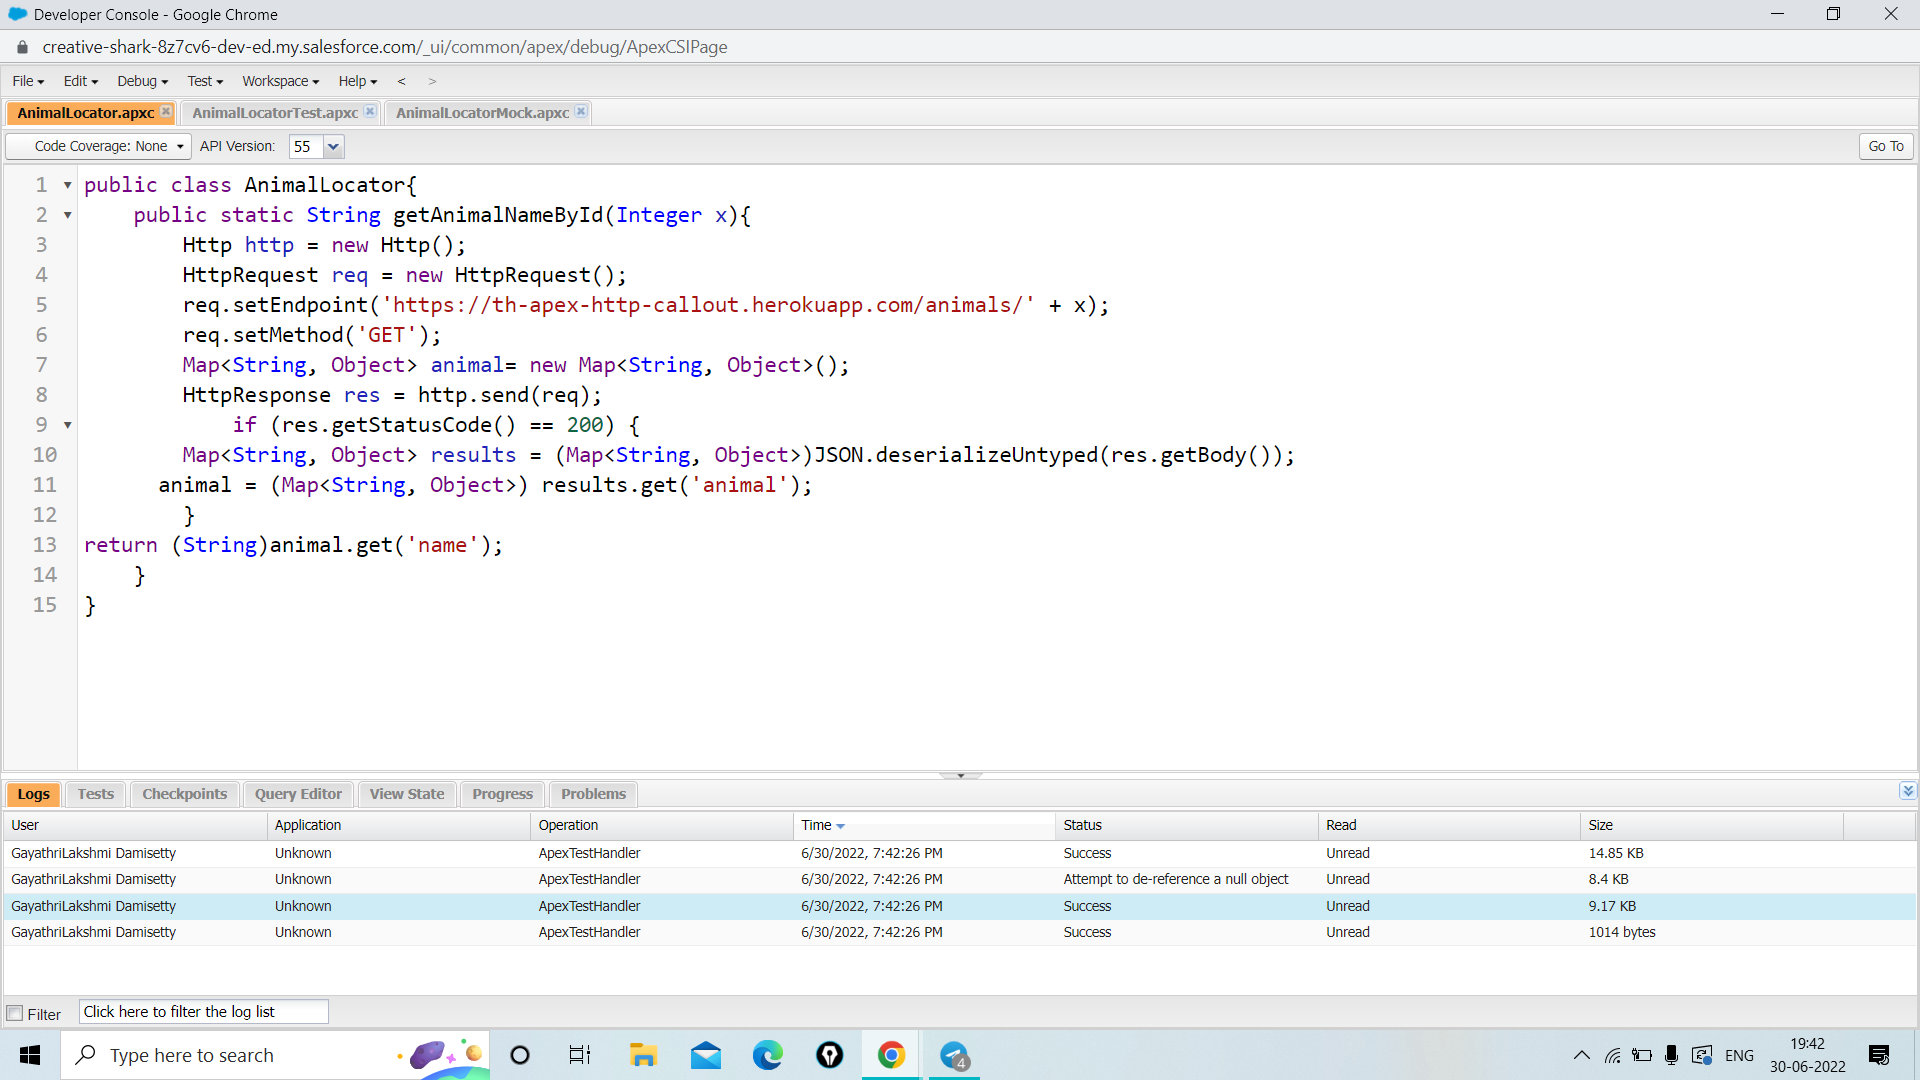 Developer Console - Google Chrome
creative-shark-8z7cv6-dev-ed.my.salesforce.com/_ui/common/apex/debug/ApexCSIPage
File Edit Debug Test Workspace Help < >
AnimalLocator.apxc AnimalLocatorTest.apxc AnimalLocatorMock.apxc
Code Coverage: None API Version: 55 Go To
1 public class AnimalLocator{
2 public static String getAnimalNameById(Integer x){
3 Http http = new Http();
4 HttpRequest req = new HttpRequest();
5 req.setEndpoint('https://th-apex-http-callout.herokuapp.com/animals/' + x);
6 req.setMethod('GET');
7 Map<String, Object> animal= new Map<String, Object>();
8 HttpResponse res = http.send(req);
9 if (res.getStatusCode() == 200) {
10 Map<String, Object> results = (Map<String, Object>)JSON.deserializeUntyped(res.getBody());
11 animal = (Map<String, Object>) results.get('animal');
12 }
13 return (String)animal.get('name');
14 }
15 }
Logs Tests Checkpoints Query Editor View State Progress Problems
User Application Operation Time Status Read Size
GayathriLakshmi Damisetty Unknown ApexTestHandler 6/30/2022, 7:42:26 PM Success Unread 14.85 KB
GayathriLakshmi Damisetty Unknown ApexTestHandler 6/30/2022, 7:42:26 PM Attempt to de-reference a null object Unread 8.4 KB
GayathriLakshmi Damisetty Unknown ApexTestHandler 6/30/2022, 7:42:26 PM Success Unread 9.17 KB
GayathriLakshmi Damisetty Unknown ApexTestHandler 6/30/2022, 7:42:26 PM Success Unread 1014 bytes
Filter Click here to filter the log list
Type here to search 4 ENG 19:42
30-06-2022